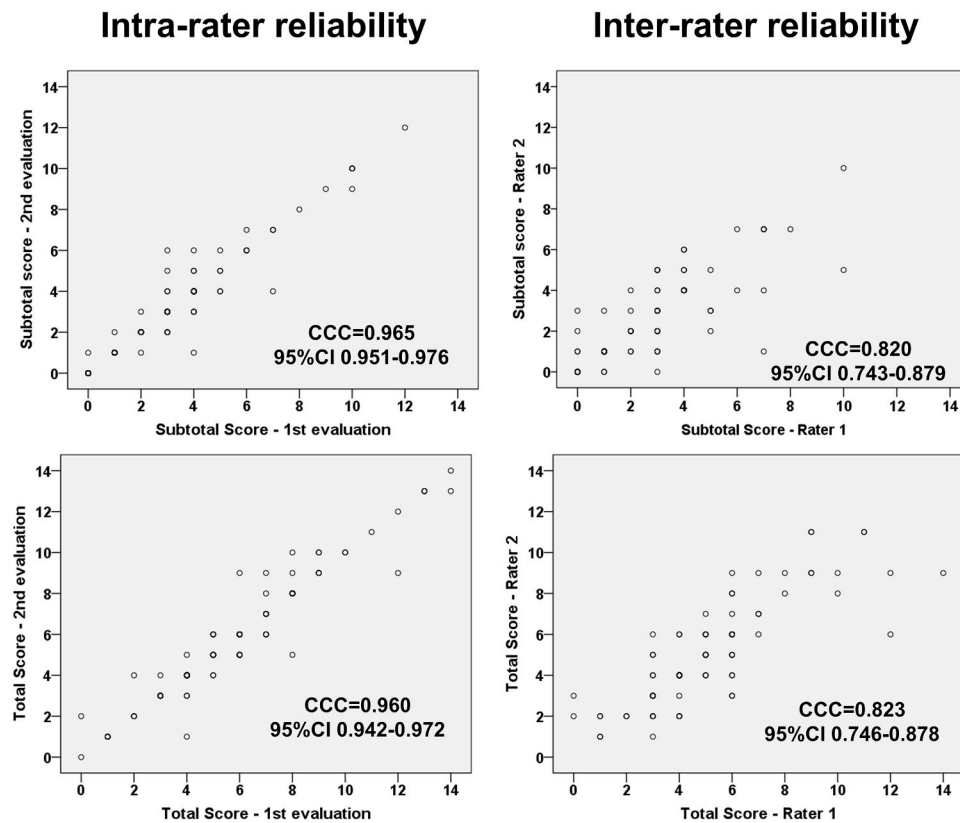 Intra-rater reliability
Inter-rater reliability
14
12
10
8
6
4
2
0
Subtotal score - 2nd evaluation
CCC=0.965
95%CI 0.951-0.976
0 2 4 6 8 10 12 14
Subtotal Score - 1st evaluation
14
12
10
8
6
4
2
0
Subtotal score - Rater 2
CCC=0.820
95%CI 0.743-0.879
0 2 4 6 8 10 12 14
Subtotal Score - Rater 1
14
12
10
8
6
4
2
0
Total Score - 2nd evaluation
CCC=0.960
95%CI 0.942-0.972
0 2 4 6 8 10 12 14
Total Score - 1st evaluation
14
12
10
8
6
4
2
0
Total Score - Rater 2
CCC=0.823
95%CI 0.746-0.878
0 2 4 6 8 10 12 14
Total Score - Rater 1